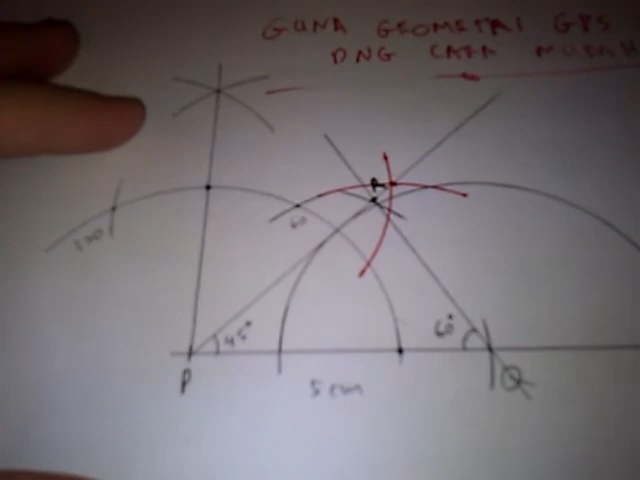 GUNA GEOMETRI GPS
DNG CARA MUDAH
120
60
R
45°
60°
P
5 cm
Q